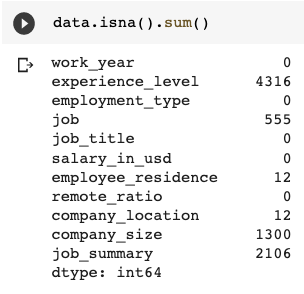 data.isna().sum()
work_year 0
experience_level 4316
employment_type 0
job 555
job_title 0
salary_in_usd 0
employee_residence 12
remote_ratio 0
company_location 12
company_size 1300
job_summary 2106
dtype: int64